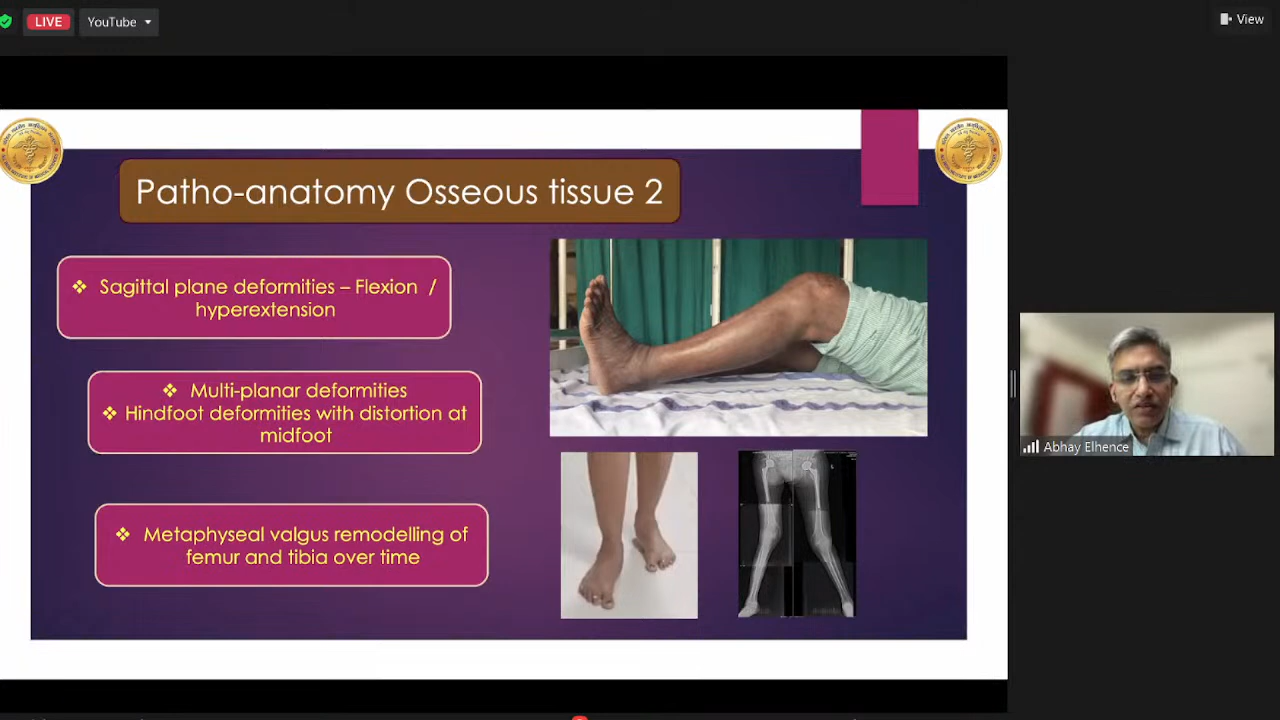 LIVE
YouTube
View
Patho-anatomy Osseous tissue 2
❖ Sagittal plane deformities – Flexion /
hyperextension
❖ Multi-planar deformities
❖ Hindfoot deformities with distortion at
midfoot
❖ Metaphyseal valgus remodelling of
femur and tibia over time
Abhay Elhence